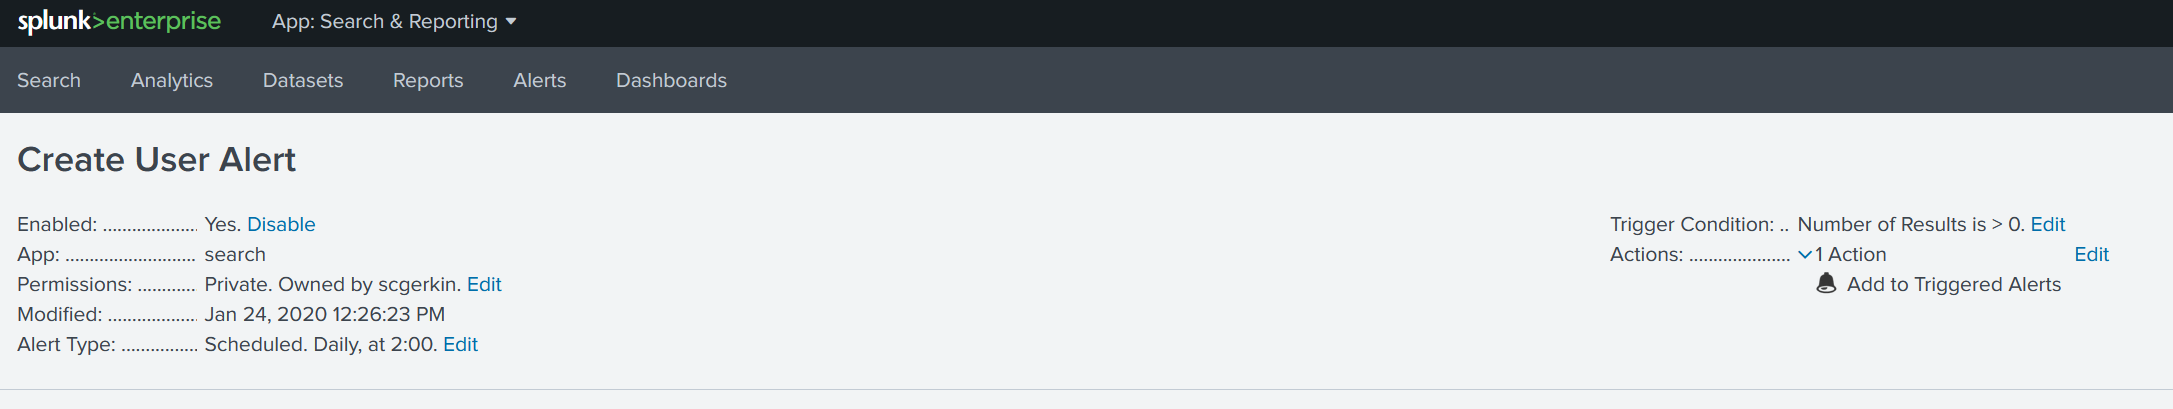 splunk>enterprise App: Search & Reporting
Search Analytics Datasets Reports Alerts Dashboards
Create User Alert
Enabled: .................... Yes. Disable
App: ........................... search
Permissions: ............ Private. Owned by scgerkin. Edit
Modified: ................... Jan 24, 2020 12:26:23 PM
Alert Type: ................ Scheduled. Daily, at 2:00. Edit
Trigger Condition: .. Number of Results is > 0. Edit
Actions: ..................... 1 Action Edit
Add to Triggered Alerts